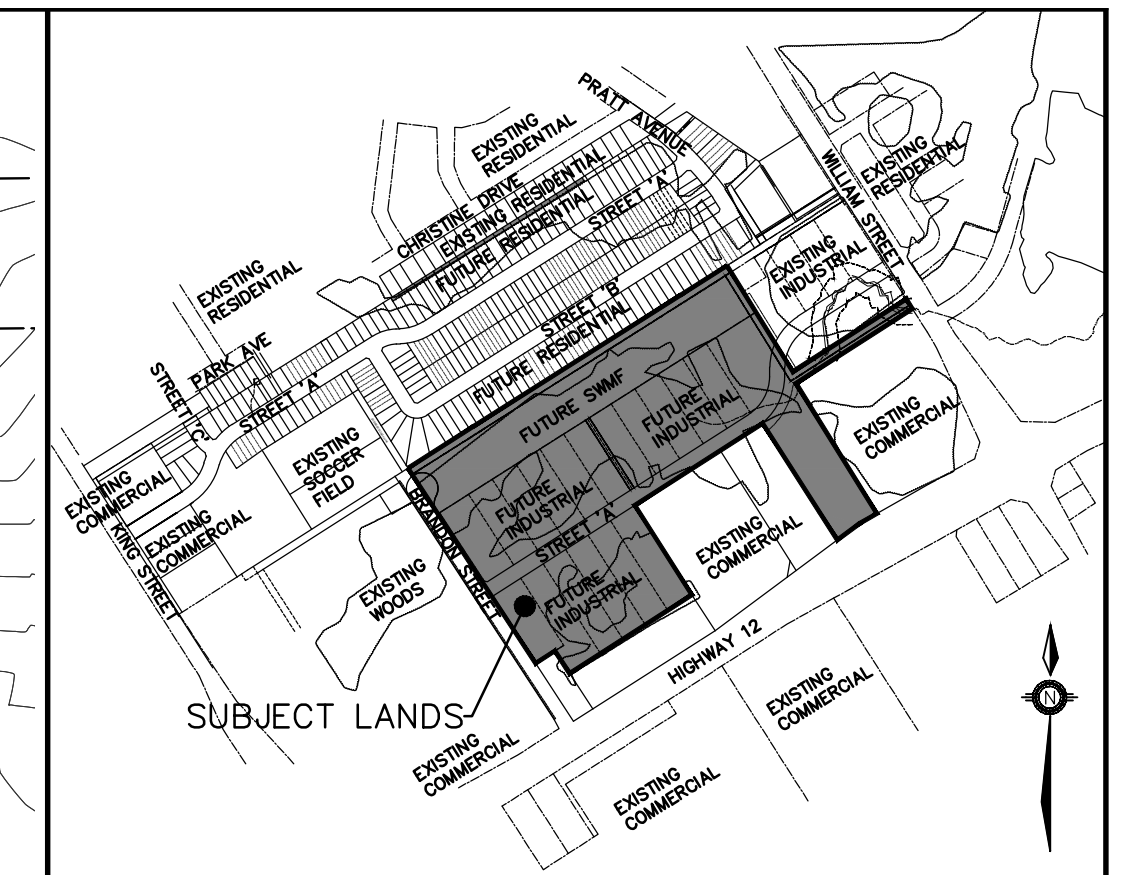 PRATT AVENUE
EXISTING
RESIDENTIAL
WILLIAM STREET
EXISTING
RESIDENTIAL
CHRISTINE DRIVE
EXISTING RESIDENTIAL
FUTURE RESIDENTIAL
STREET 'A'
EXISTING
RESIDENTIAL
EXISTING
INDUSTRIAL
STREET 'B'
FUTURE RESIDENTIAL
PARK AVE
STREET 'A'
STREET 'C'
FUTURE SWMF
FUTURE
INDUSTRIAL
EXISTING
COMMERCIAL
EXISTING
SOCCER
FIELD
EXISTING
COMMERCIAL
EXISTING
COMMERCIAL
KING STREET
BRANDON STREET
FUTURE
INDUSTRIAL
STREET 'A'
EXISTING
COMMERCIAL
EXISTING
WOODS
FUTURE
INDUSTRIAL
HIGHWAY 12
SUBJECT LANDS
EXISTING
COMMERCIAL
EXISTING
COMMERCIAL
EXISTING
COMMERCIAL
N